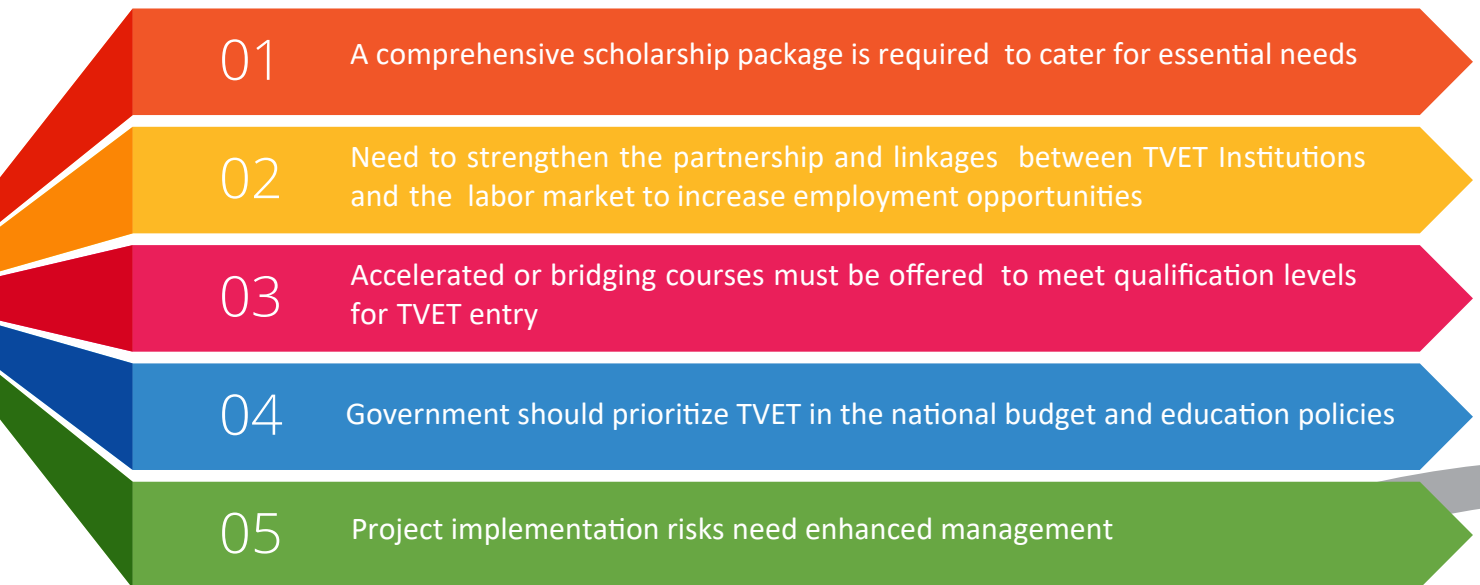 01
A comprehensive scholarship package is required to cater for essential needs
02
Need to strengthen the partnership and linkages between TVET Institutions
and the labor market to increase employment opportunities
03
Accelerated or bridging courses must be offered to meet qualification levels
for TVET entry
04
Government should prioritize TVET in the national budget and education policies
05
Project implementation risks need enhanced management